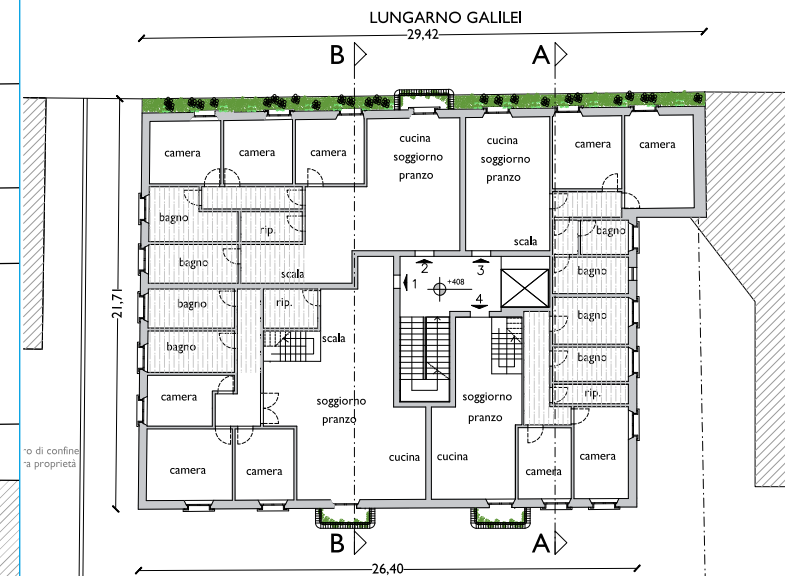 LUNGARNO GALILEI
29,42
B
A
cucina
soggiorno
pranzo
cucina
soggiorno
pranzo
camera
camera
camera
camera
camera
bagno
rip.
bagno
scala
scala
bagno
bagno
2
3
+408
1
4
21,71
bagno
rip.
scala
bagno
bagno
bagno
camera
soggiorno
pranzo
soggiorno
pranzo
rip.
ro di confine
ra proprietà
camera
camera
cucina
cucina
camera
camera
B
A
26,40